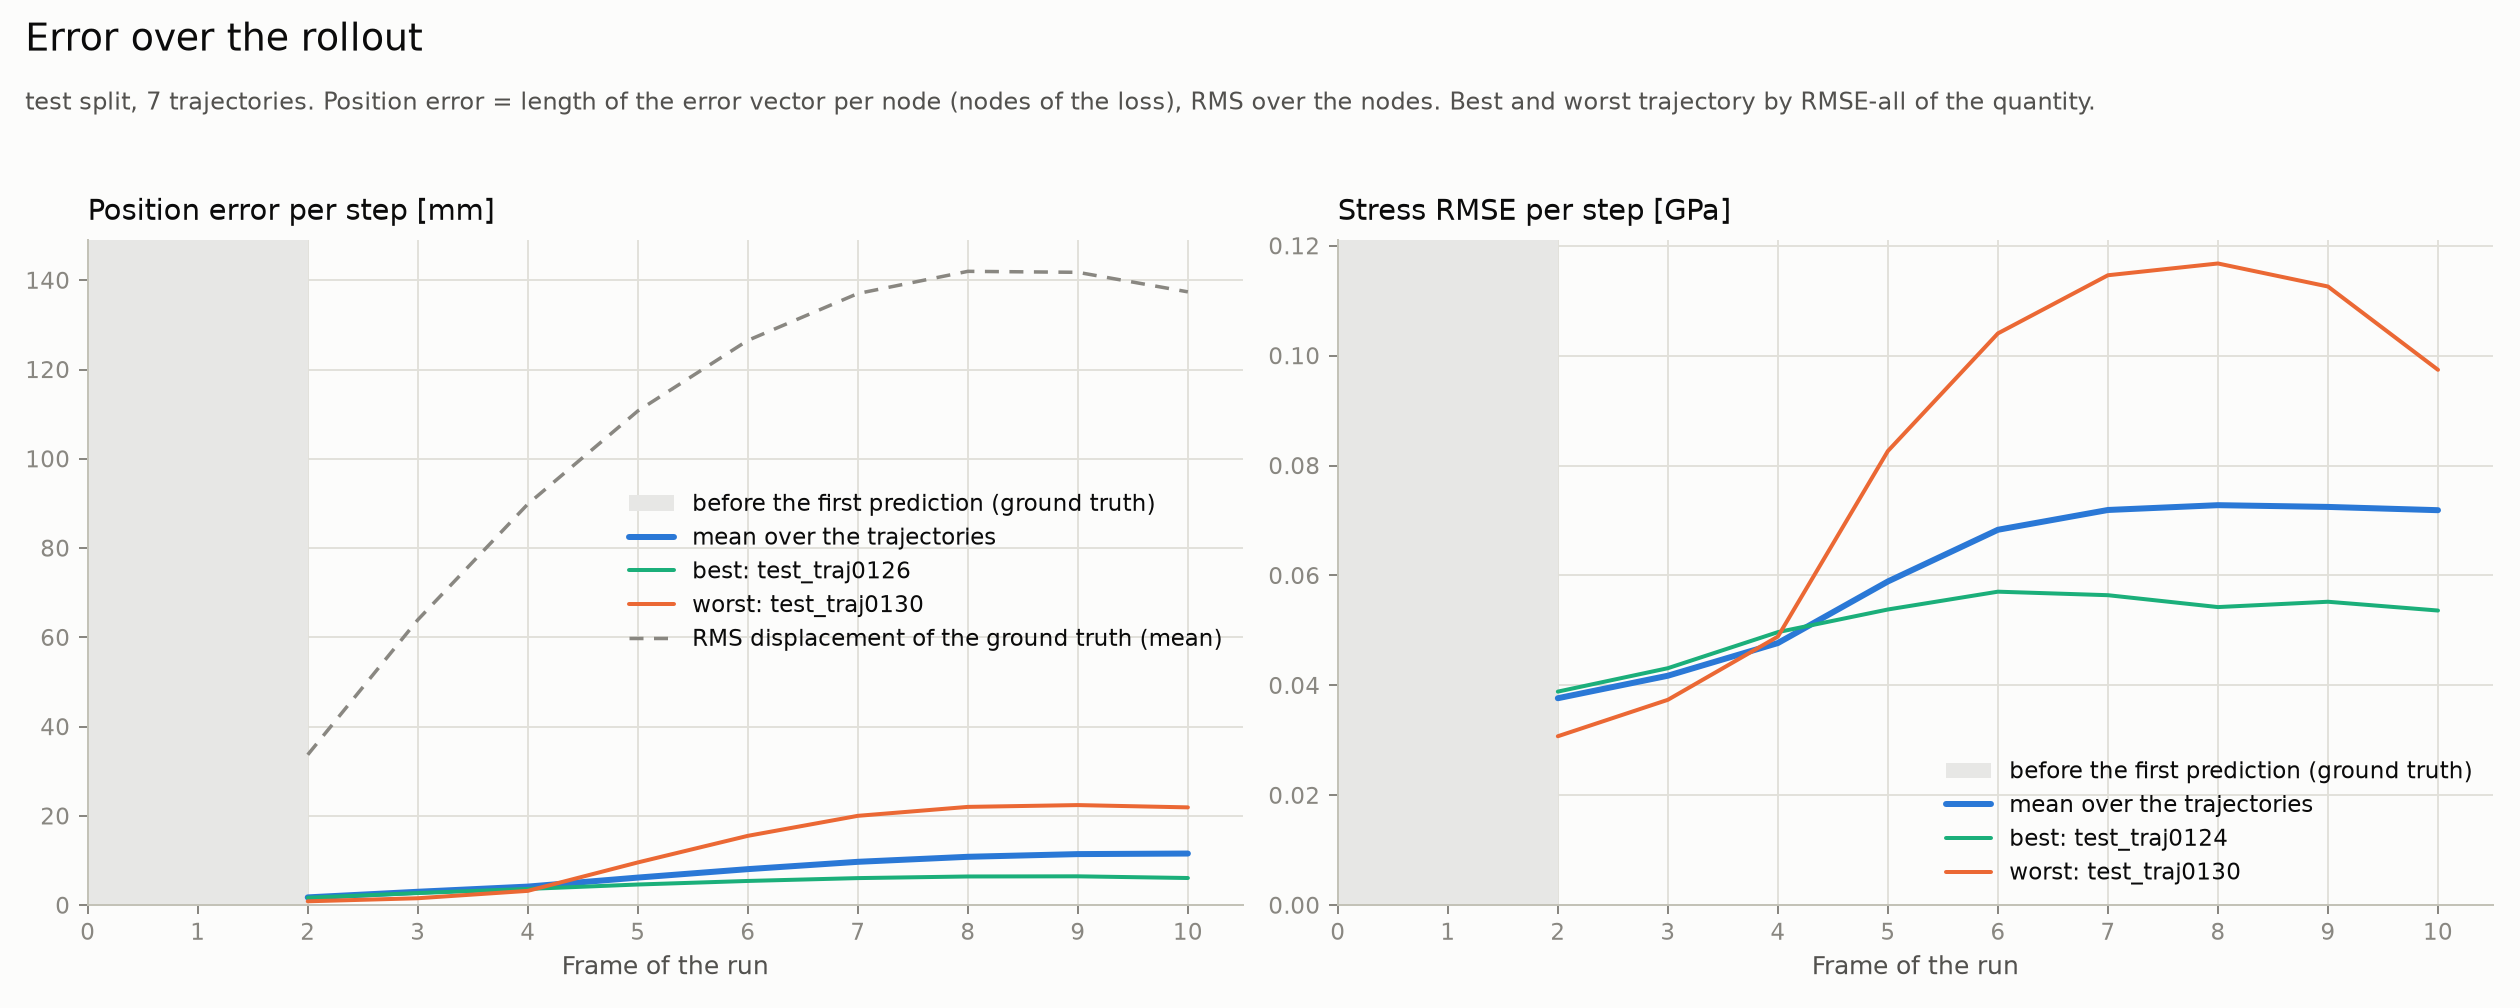 Error over the rollout
test split, 7 trajectories. Position error = length of the error vector per node (nodes of the loss), RMS over the nodes. Best and worst trajectory by RMSE-all of the quantity.
Position error per step [mm]
140
120
100
80
60
40
20
0
0 1 2 3 4 5 6 7 8 9 10
Frame of the run
before the first prediction (ground truth)
mean over the trajectories
best: test_traj0126
worst: test_traj0130
RMS displacement of the ground truth (mean)
Stress RMSE per step [GPa]
0.12
0.10
0.08
0.06
0.04
0.02
0.00
0 1 2 3 4 5 6 7 8 9 10
Frame of the run
before the first prediction (ground truth)
mean over the trajectories
best: test_traj0124
worst: test_traj0130